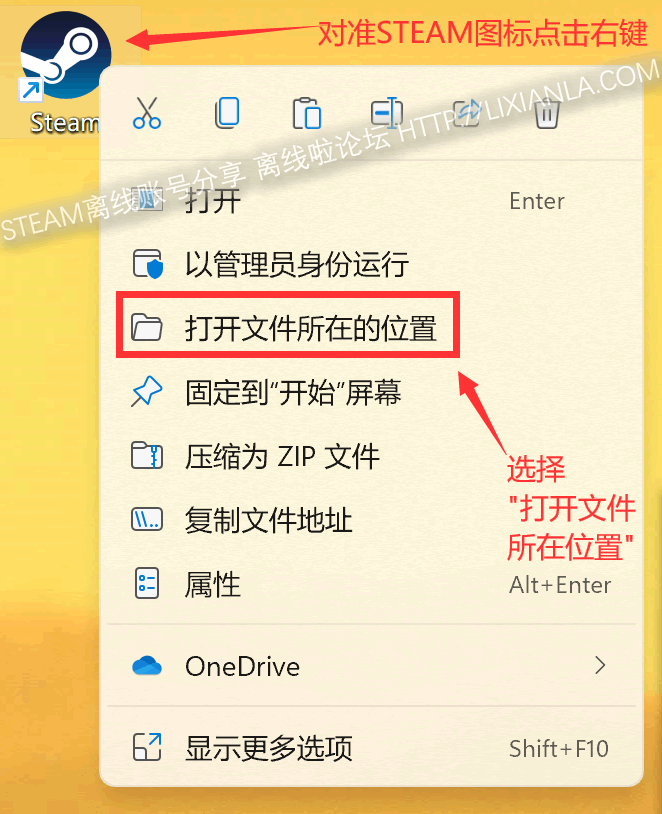 对准STEAM图标点击右键
Steam
STEAM离线账号分享 离线啦论坛 HTTP://LIXIANLA.COM
打开 Enter
以管理员身份运行
打开文件所在的位置
固定到“开始”屏幕
压缩为 ZIP 文件
选择
"打开文件
所在位置"
复制文件地址
属性 Alt+Enter
OneDrive
显示更多选项 Shift+F10